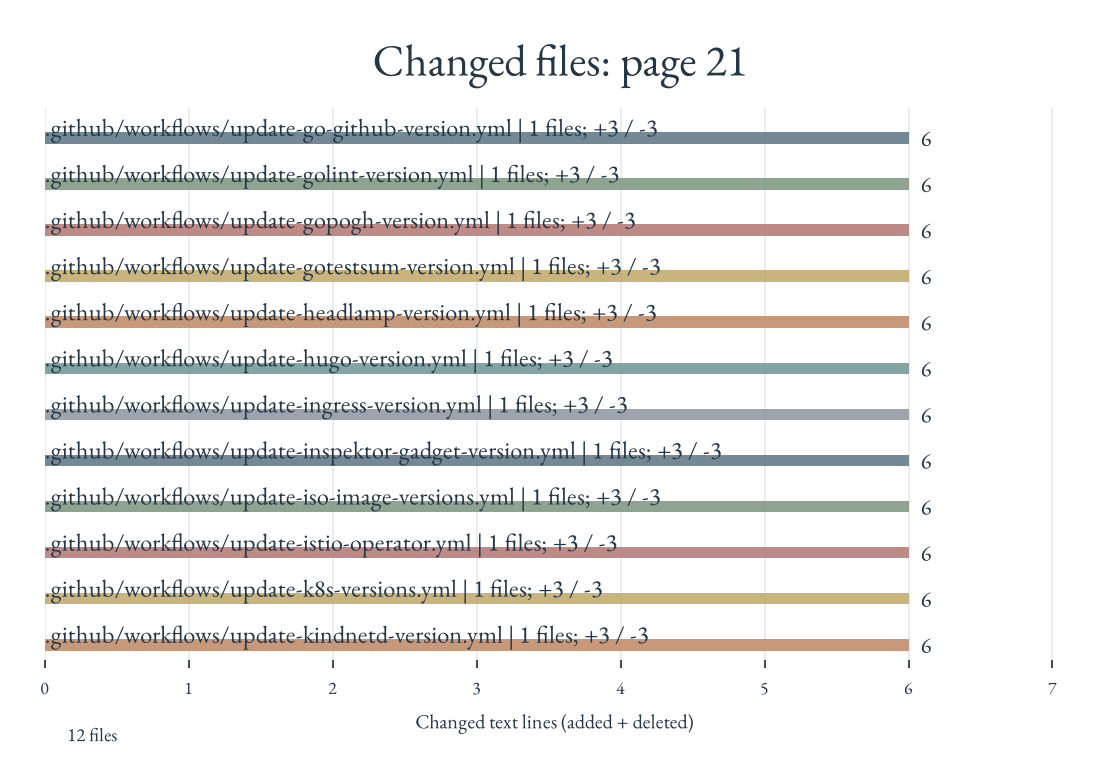 Changed files: page 21
.github/workflows/update-go-github-version.yml | 1 files; +3 / -3
6
.github/workflows/update-golint-version.yml | 1 files; +3 / -3
6
.github/workflows/update-gopogh-version.yml | 1 files; +3 / -3
6
.github/workflows/update-gotestsum-version.yml | 1 files; +3 / -3
6
.github/workflows/update-headlamp-version.yml | 1 files; +3 / -3
6
.github/workflows/update-hugo-version.yml | 1 files; +3 / -3
6
.github/workflows/update-ingress-version.yml | 1 files; +3 / -3
6
.github/workflows/update-inspektor-gadget-version.yml | 1 files; +3 / -3
6
.github/workflows/update-iso-image-versions.yml | 1 files; +3 / -3
6
.github/workflows/update-istio-operator.yml | 1 files; +3 / -3
6
.github/workflows/update-k8s-versions.yml | 1 files; +3 / -3
6
.github/workflows/update-kindnetd-version.yml | 1 files; +3 / -3
6
0 1 2 3 4 5 6 7
Changed text lines (added + deleted)
12 files